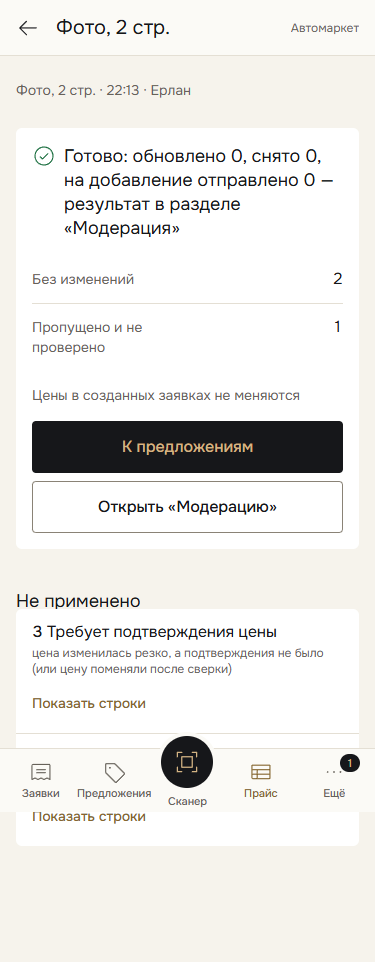 Фото, 2 стр.
Автомаркет
Фото, 2 стр. · 22:13 · Ерлан
Готово: обновлено 0, снято 0,
на добавление отправлено 0 —
результат в разделе
«Модерация»
Без изменений 2
Пропущено и не 1
проверено
Цены в созданных заявках не меняются
К предложениям
Открыть «Модерацию»
Не применено
3 Требует подтверждения цены
цена изменилась резко, а подтверждения не было
(или цену поменяли после сверки)
Показать строки
1
Заявки
Предложения
Сканер
Прайс
Ещё
Показать строки